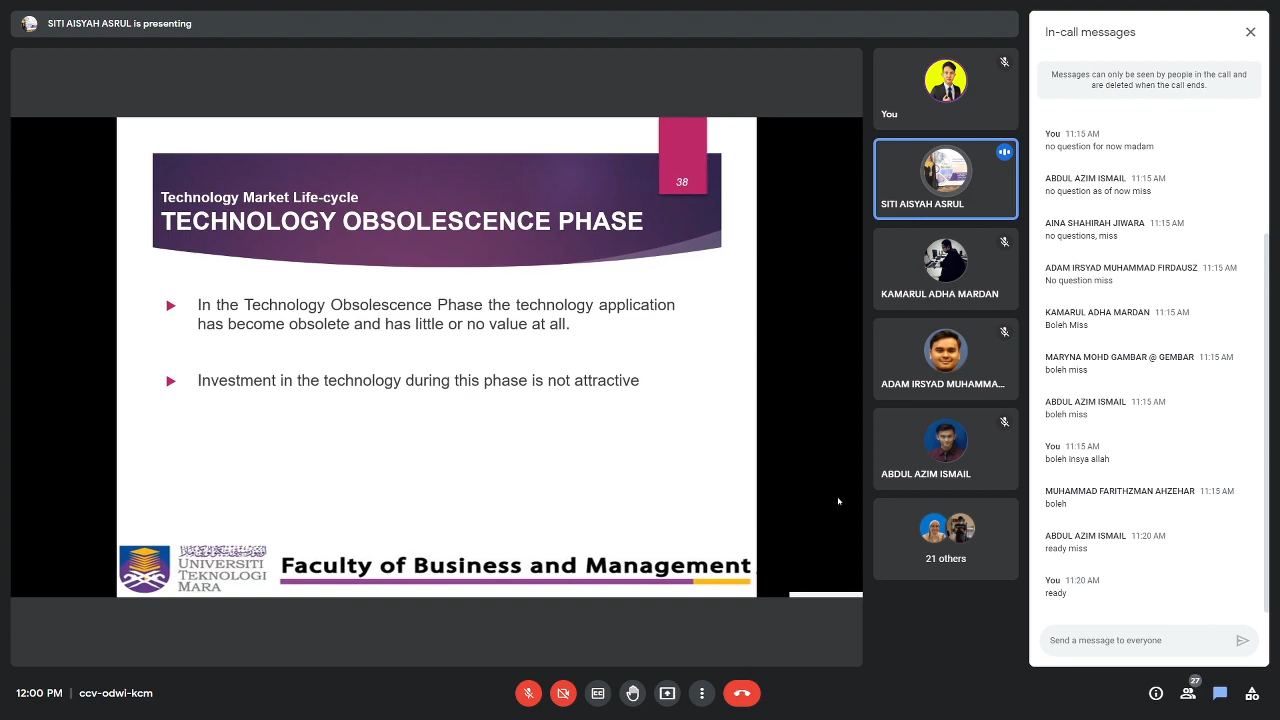 SITI AISYAH ASRUL is presenting
38
Technology Market Life-cycle
TECHNOLOGY OBSOLESCENCE PHASE
In the Technology Obsolescence Phase the technology application
has become obsolete and has little or no value at all.
Investment in the technology during this phase is not attractive
UNIVERSITI
TEKNOLOGI
MARA
Faculty of Business and Management
You
SITI AISYAH ASRUL
KAMARUL ADHA MARDAN
ADAM IRSYAD MUHAMMA...
ABDUL AZIM ISMAIL
21 others
In-call messages
Messages can only be seen by people in the call and
are deleted when the call ends.
You 11:15 AM
no question for now madam
ABDUL AZIM ISMAIL 11:15 AM
no question as of now miss
AINA SHAHIRAH JIWARA 11:15 AM
no questions, miss
ADAM IRSYAD MUHAMMAD FIRDAUSZ 11:15 AM
No question miss
KAMARUL ADHA MARDAN 11:15 AM
Boleh Miss
MARYNA MOHD GAMBAR @ GEMBAR 11:15 AM
boleh miss
ABDUL AZIM ISMAIL 11:15 AM
boleh miss
You 11:15 AM
boleh insya allah
MUHAMMAD FARITHZMAN AHZEHAR 11:15 AM
boleh
ABDUL AZIM ISMAIL 11:20 AM
ready miss
You 11:20 AM
ready
Send a message to everyone
12:00 PM | ccv-odwi-kcm
27